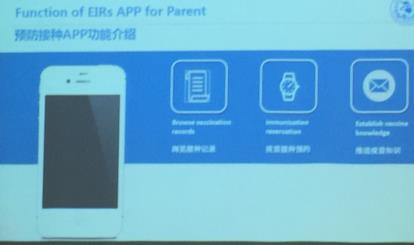 Function of EIRs APP for Parent
预防接种APP功能介绍
Browse vaccination
records
浏览接种记录
Immunization
reservation
疫苗接种预约
Establish vaccine
knowledge
推送疫苗知识